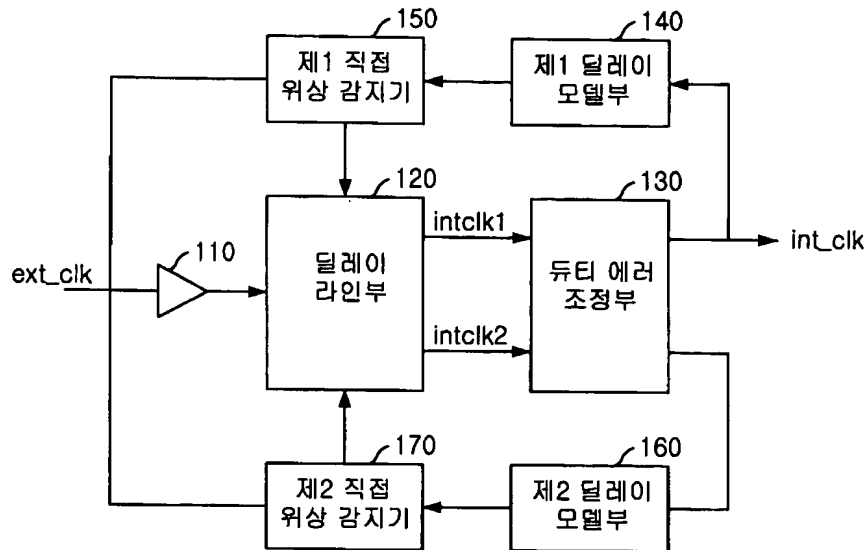 150
제1 직접
위상 감지기
140
제1 딜레이
모델부
120
딜레이
라인부
130
듀티 에러
조정부
intclk1
intclk2
int_clk
ext_clk
110
170
제2 직접
위상 감지기
160
제2 딜레이
모델부